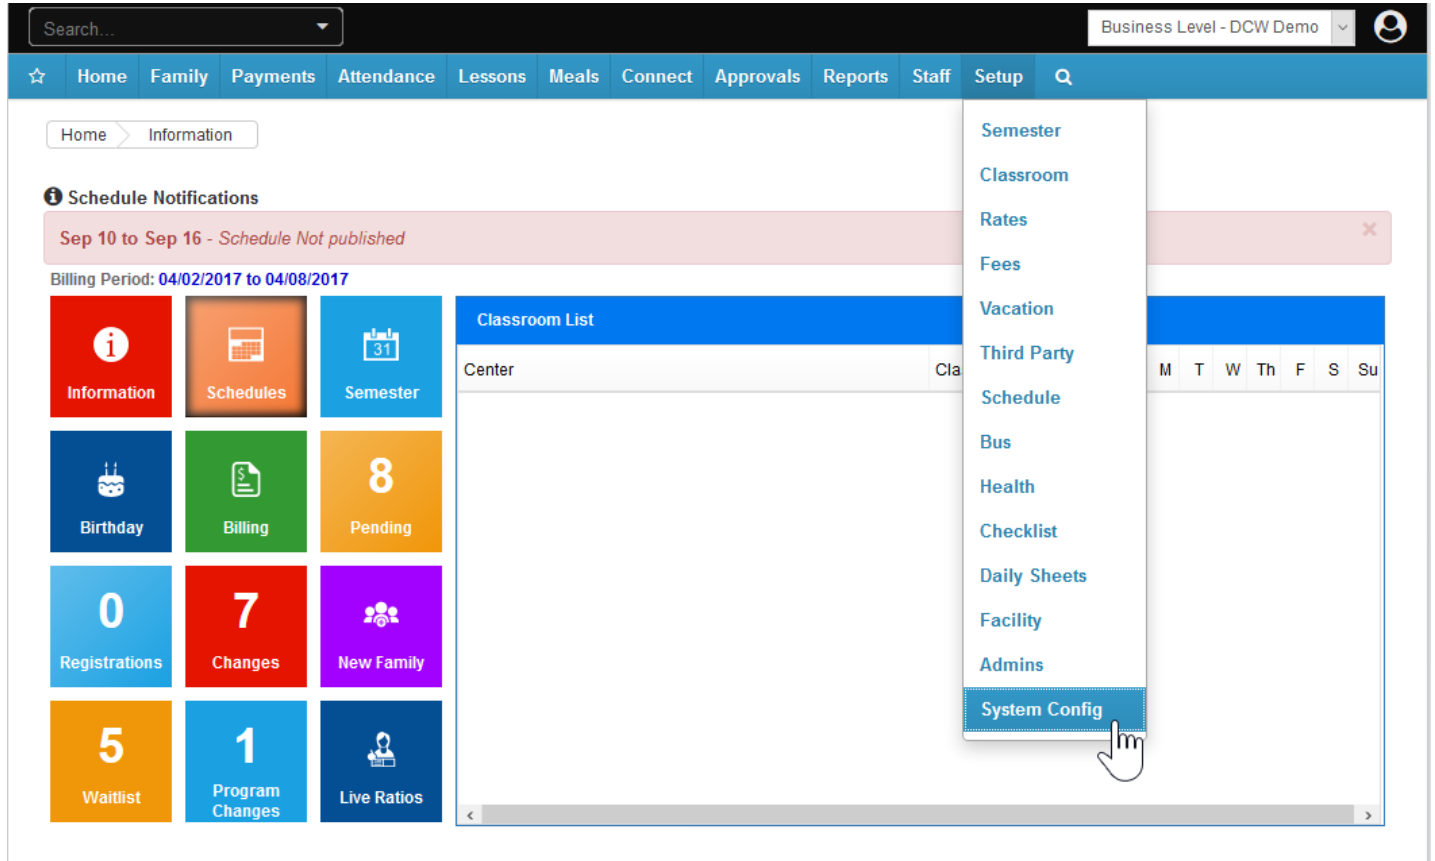 Search...
Business Level - DCW Demo
Home Family Payments Attendance Lessons Meals Connect Approvals Reports Staff Setup
Home Information
Schedule Notifications
Sep 10 to Sep 16 - Schedule Not published
Billing Period: 04/02/2017 to 04/08/2017
Information
Schedules
31
Semester
Birthday
$
Billing
8
Pending
0
Registrations
7
Changes
New Family
5
Waitlist
1
Program
Changes
Live Ratios
Classroom List
Center Cla M T W Th F S Su
Semester
Classroom
Rates
Fees
Vacation
Third Party
Schedule
Bus
Health
Checklist
Daily Sheets
Facility
Admins
System Config